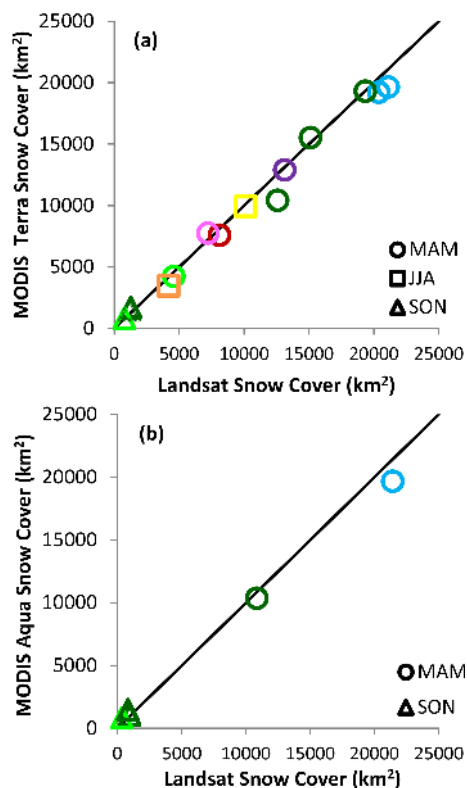 (a)
25000
20000
15000
10000
5000
0
MODIS Terra Snow Cover (km²)
MAM
JJA
SON
0 5000 10000 15000 20000 25000
Landsat Snow Cover (km²)
(b)
25000
20000
15000
10000
5000
0
MODIS Aqua Snow Cover (km²)
MAM
SON
0 5000 10000 15000 20000 25000
Landsat Snow Cover (km²)